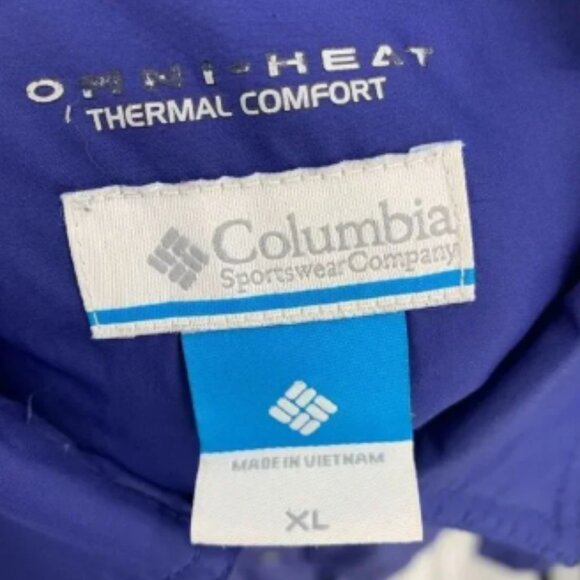 OMNI-HEAT
THERMAL COMFORT
Columbia
Sportswear Company
MADE IN VIETNAM
XL